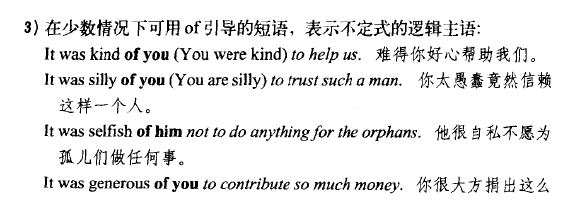 3) 在少数情况下可用 of 引导的短语，表示不定式的逻辑主语:
It was kind of you (You were kind) to help us. 难得你好心帮助我们。
It was silly of you (You are silly) to trust such a man. 你太愚蠢竟然信赖
这样一个人。
It was selfish of him not to do anything for the orphans. 他很自私不愿为
孤儿们做任何事。
It was generous of you to contribute so much money. 你很大方捐出这么